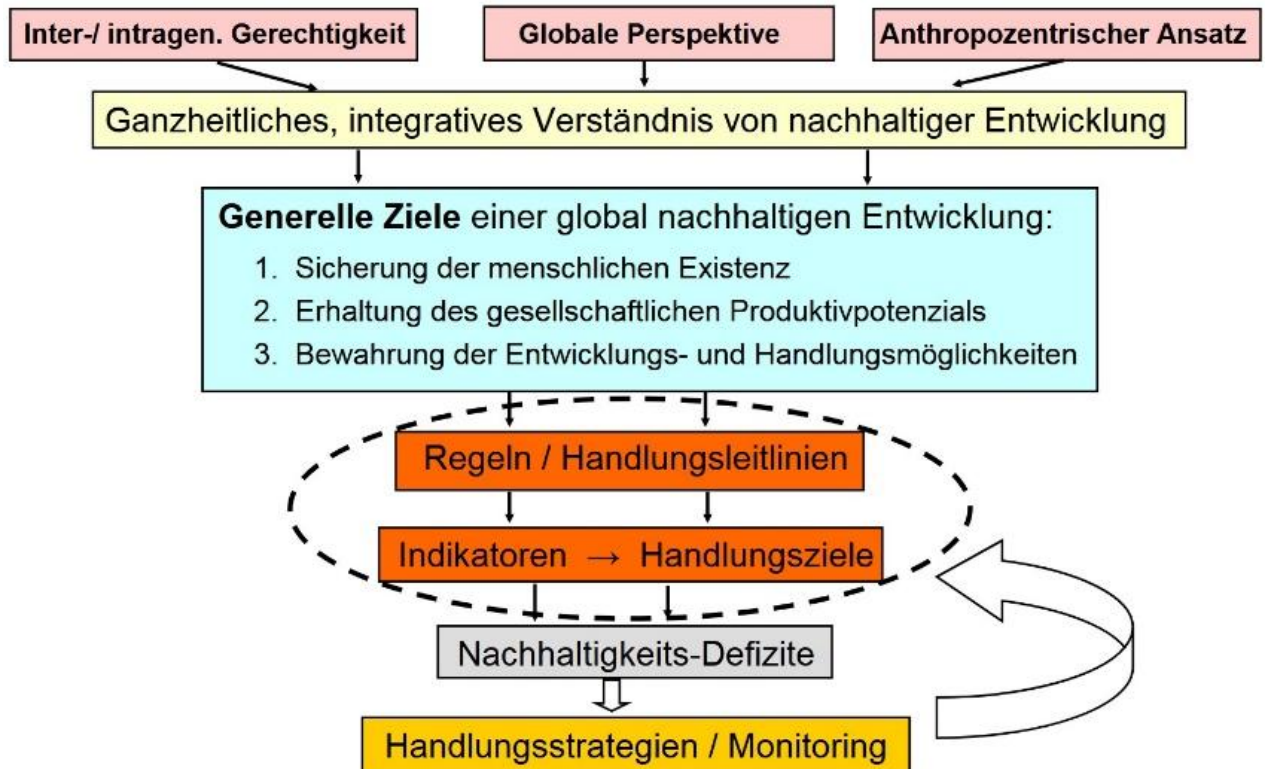 Inter-/ intragen. Gerechtigkeit
Globale Perspektive
Anthropozentrischer Ansatz
Ganzheitliches, integratives Verständnis von nachhaltiger Entwicklung
Generelle Ziele einer global nachhaltigen Entwicklung:
1. Sicherung der menschlichen Existenz
2. Erhaltung des gesellschaftlichen Produktivpotenzials
3. Bewahrung der Entwicklungs- und Handlungsmöglichkeiten
Regeln / Handlungsleitlinien
Indikatoren → Handlungsziele
Nachhaltigkeits-Defizite
Handlungsstrategien / Monitoring